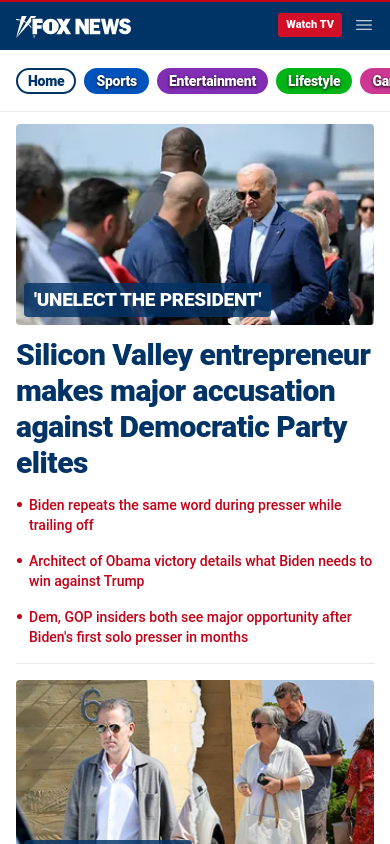 FOX NEWS
Watch TV
Home
Sports
Entertainment
Lifestyle
Ga
'UNELECT THE PRESIDENT'
Silicon Valley entrepreneur
makes major accusation
against Democratic Party
elites
• Biden repeats the same word during presser while
trailing off
• Architect of Obama victory details what Biden needs to
win against Trump
• Dem, GOP insiders both see major opportunity after
Biden's first solo presser in months
6